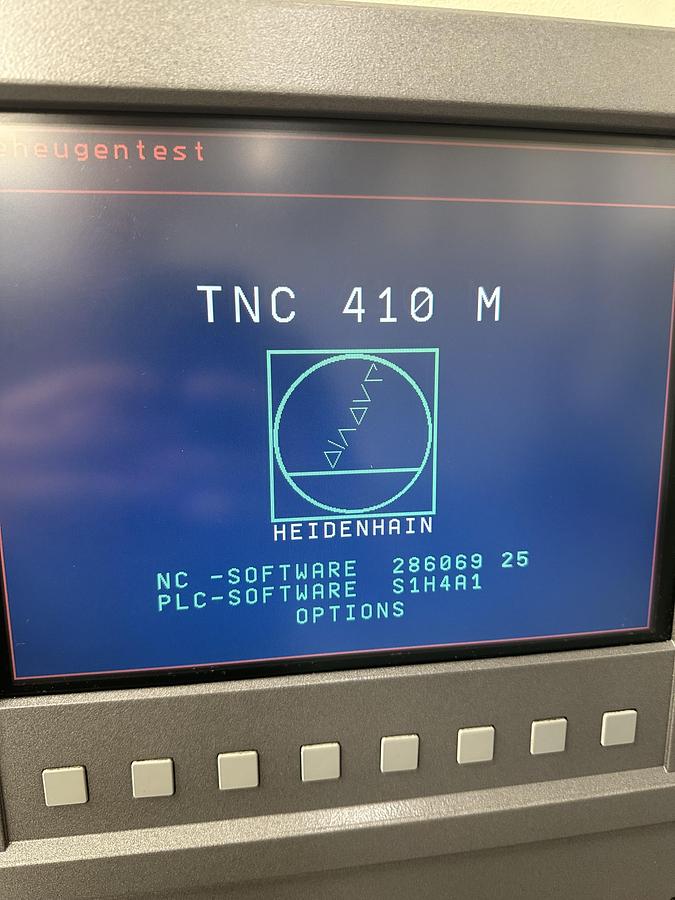 eheugentest
TNC 410 M
HEIDENHAIN
NC -SOFTWARE 286069 25
PLC-SOFTWARE S1H4A1
OPTIONS